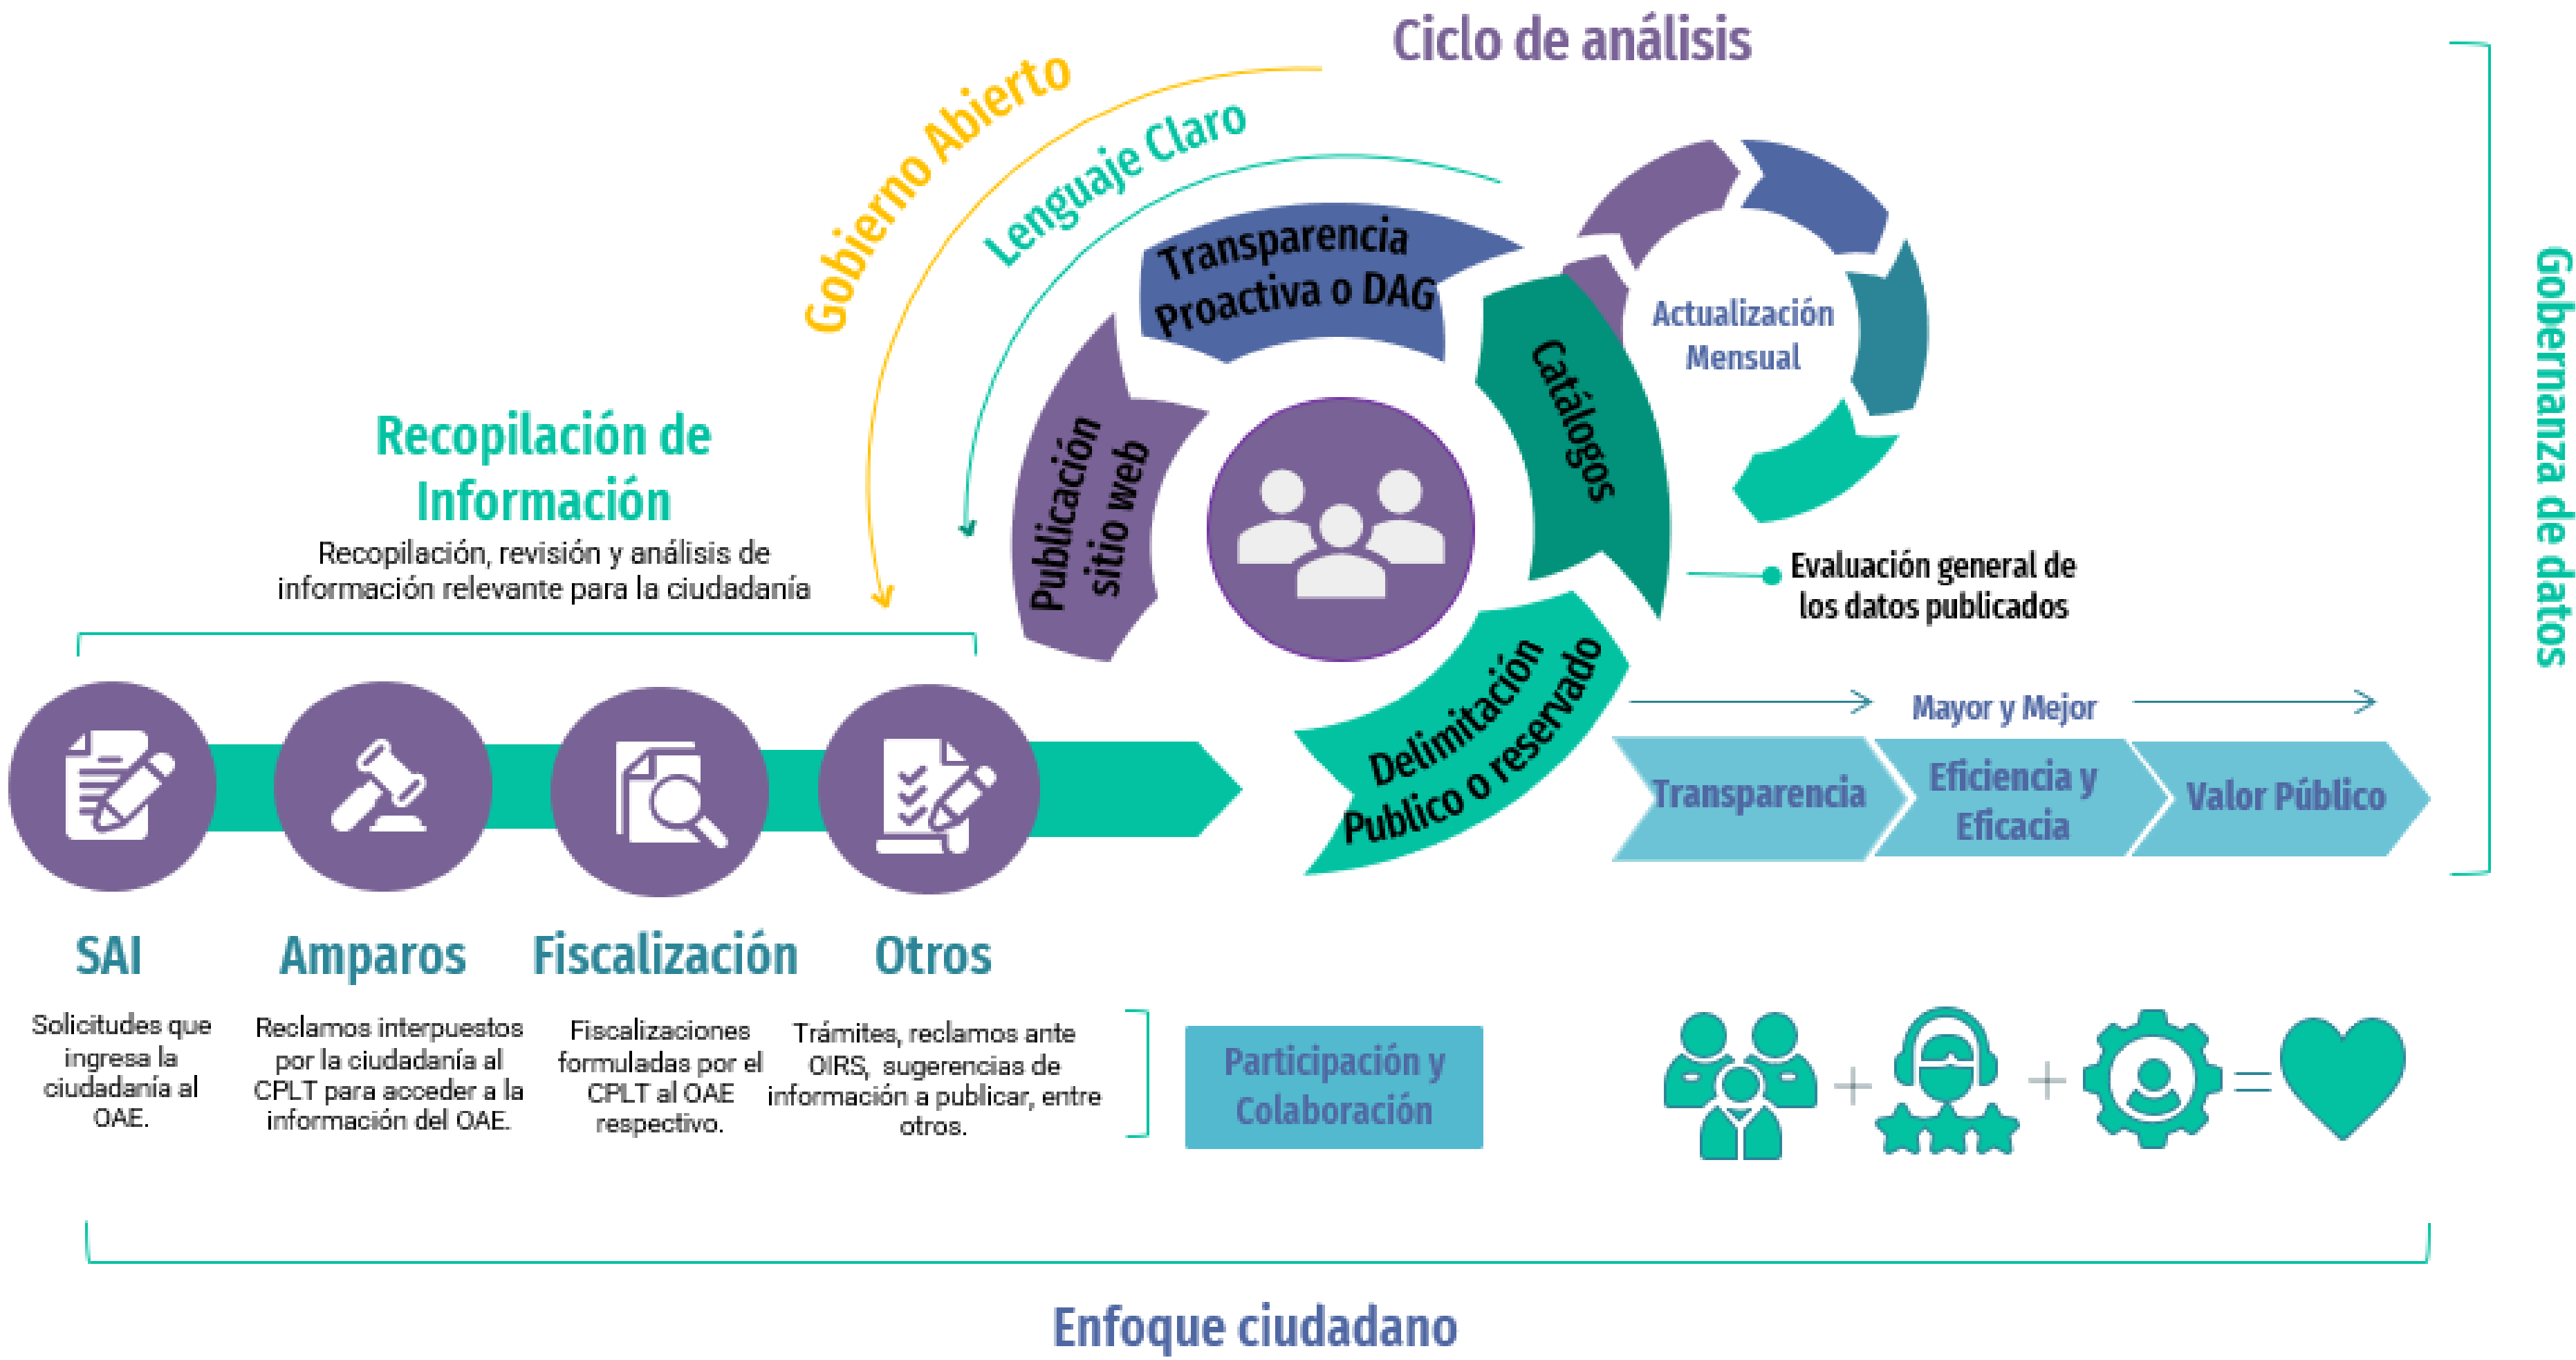 Ciclo de análisis
Gobierno Abierto
Lenguaje Claro
Transparencia
Proactiva o DAG
Publicación
sitio web
Catálogos
Delimitación
Publico o reservado
Actualización
Mensual
Evaluación general de
los datos publicados
Gobernanza de datos
Recopilación de
Información
Recopilación, revisión y análisis de
información relevante para la ciudadanía
Mayor y Mejor
Transparencia
Eficiencia y
Eficacia
Valor Público
SAI
Solicitudes que
ingresa la
ciudadanía al
OAE.
Amparos
Reclamos interpuestos
por la ciudadanía al
CPLT para acceder a la
información del OAE.
Fiscalización
Fiscalizaciones
formuladas por el
CPLT al OAE
respectivo.
Otros
Trámites, reclamos ante
OIRS, sugerencias de
información a publicar, entre
otros.
Participación y
Colaboración
+
+
=
Enfoque ciudadano